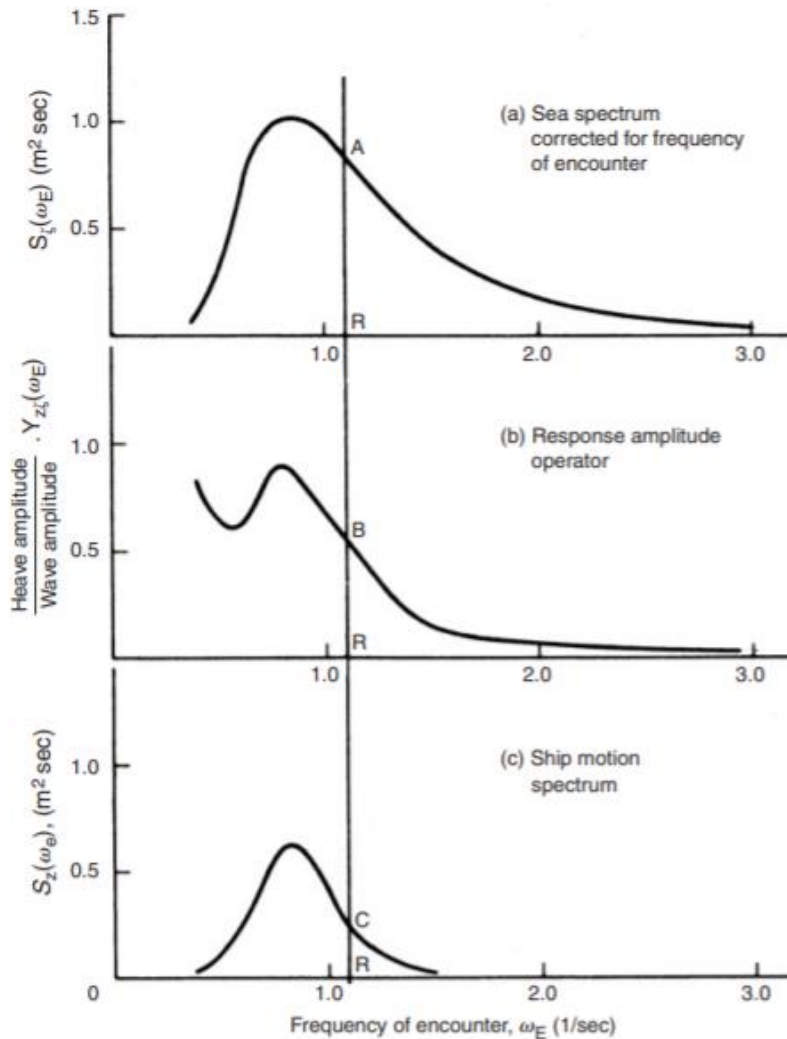 1.5
1.0
0.5
S_ζ(ω_E) (m² sec)
(a) Sea spectrum
corrected for frequency
of encounter
A
R
1.0
2.0
3.0
1.0
0.5
Heave amplitude
Wave amplitude
. Y_zζ(ω_E)
(b) Response amplitude
operator
B
R
1.0
2.0
3.0
1.0
0.5
0
S_z(ω_e), (m² sec)
(c) Ship motion
spectrum
C
R
1.0
2.0
3.0
Frequency of encounter, ω_E (1/sec)